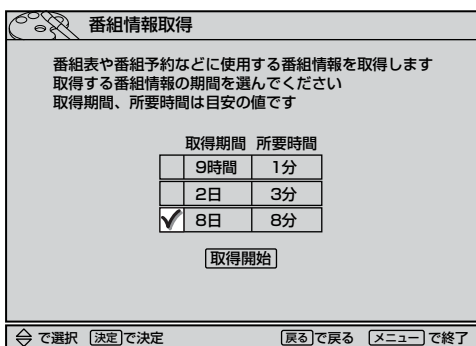 番組情報取得
番組表や番組予約などに使用する番組情報を取得します
取得する番組情報の期間を選んでください
取得期間、所要時間は目安の値です
取得期間 所要時間
9時間 1分
2日 3分
8日 8分
取得開始
で選択 決定で決定 戻るで戻る メニューで終了